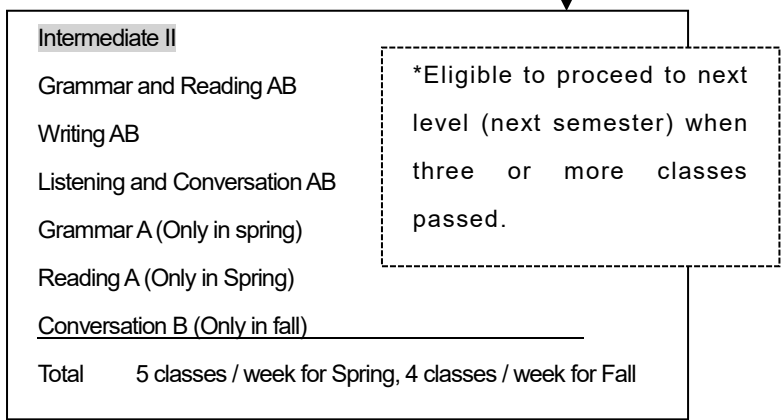 Intermediate II
Grammar and Reading AB
Writing AB
Listening and Conversation AB
Grammar A (Only in spring)
Reading A (Only in Spring)
Conversation B (Only in fall)
Total 5 classes / week for Spring, 4 classes / week for Fall
*Eligible to proceed to next
level (next semester) when
three or more classes
passed.